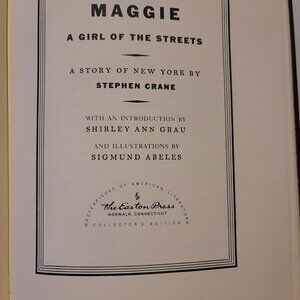 MAGGIE
A GIRL OF THE STREETS
A STORY OF NEW YORK BY
STEPHEN CRANE
WITH AN INTRODUCTION BY
SHIRLEY ANN GRAU
AND ILLUSTRATIONS BY
SIGMUND ABELES
MASTERPIECES OF AMERICAN LITERATURE
The Easton Press
NORWALK, CONNECTICUT
COLLECTOR'S EDITION